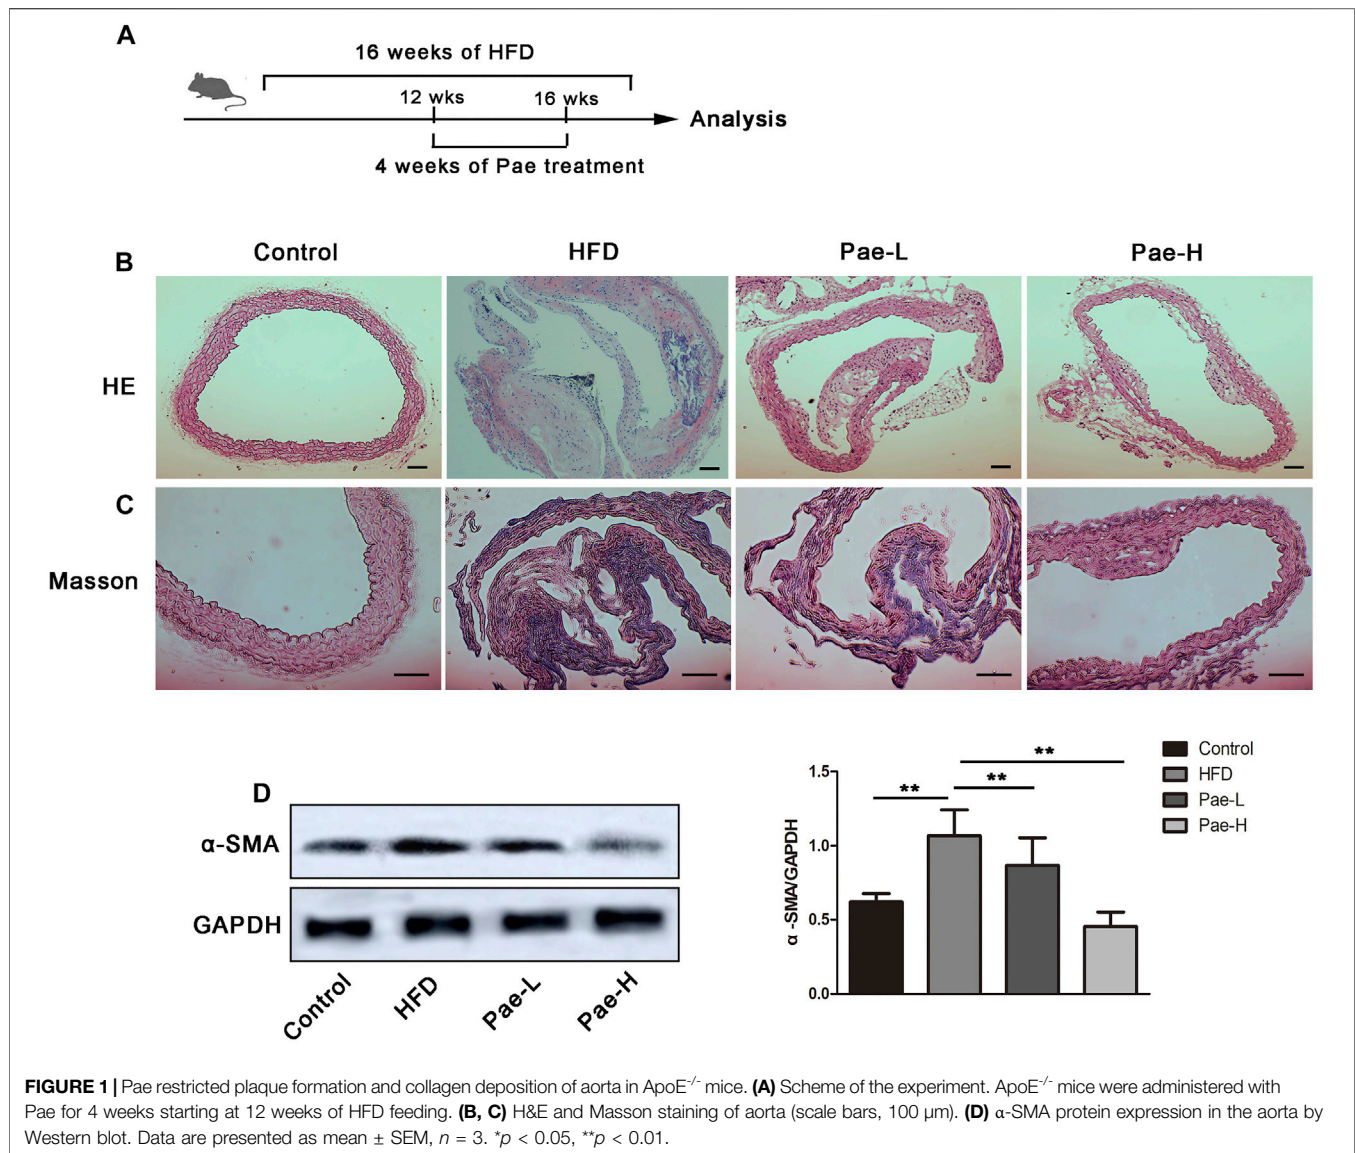 A
16 weeks of HFD
12 wks
16 wks
Analysis
4 weeks of Pae treatment
B
Control
HFD
Pae-L
Pae-H
HE
C
Masson
D
α-SMA
GAPDH
Control
HFD
Pae-L
Pae-H
**
**
**
Control
HFD
Pae-L
Pae-H
α -SMA/GAPDH
1.5
1.0
0.5
0.0
FIGURE 1 | Pae restricted plaque formation and collagen deposition of aorta in ApoE-/- mice. (A) Scheme of the experiment. ApoE-/- mice were administered with
Pae for 4 weeks starting at 12 weeks of HFD feeding. (B, C) H&E and Masson staining of aorta (scale bars, 100 μm). (D) α-SMA protein expression in the aorta by
Western blot. Data are presented as mean ± SEM, n = 3. *p < 0.05, **p < 0.01.